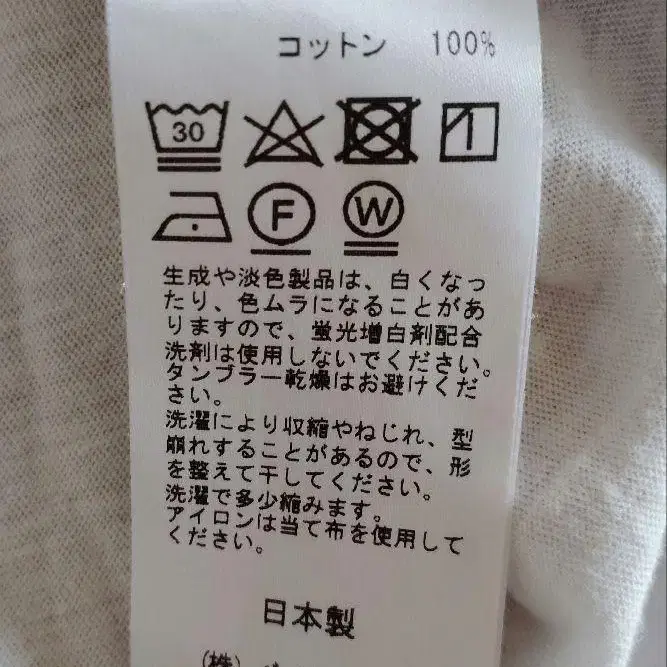 コットン 100%
30
F W
生成や淡色製品は、白くなっ
たり、色ムラになることがあ
りますので、蛍光増白剤配合
洗剤は使用しないでください。
タンブラー乾燥はお避けくだ
さい。
洗濯により収縮やねじれ、型
崩れすることがあるので、形
を整えて干してください。
洗濯で多少縮みます。
アイロンは当て布を使用して
ください。
日本製
(株)